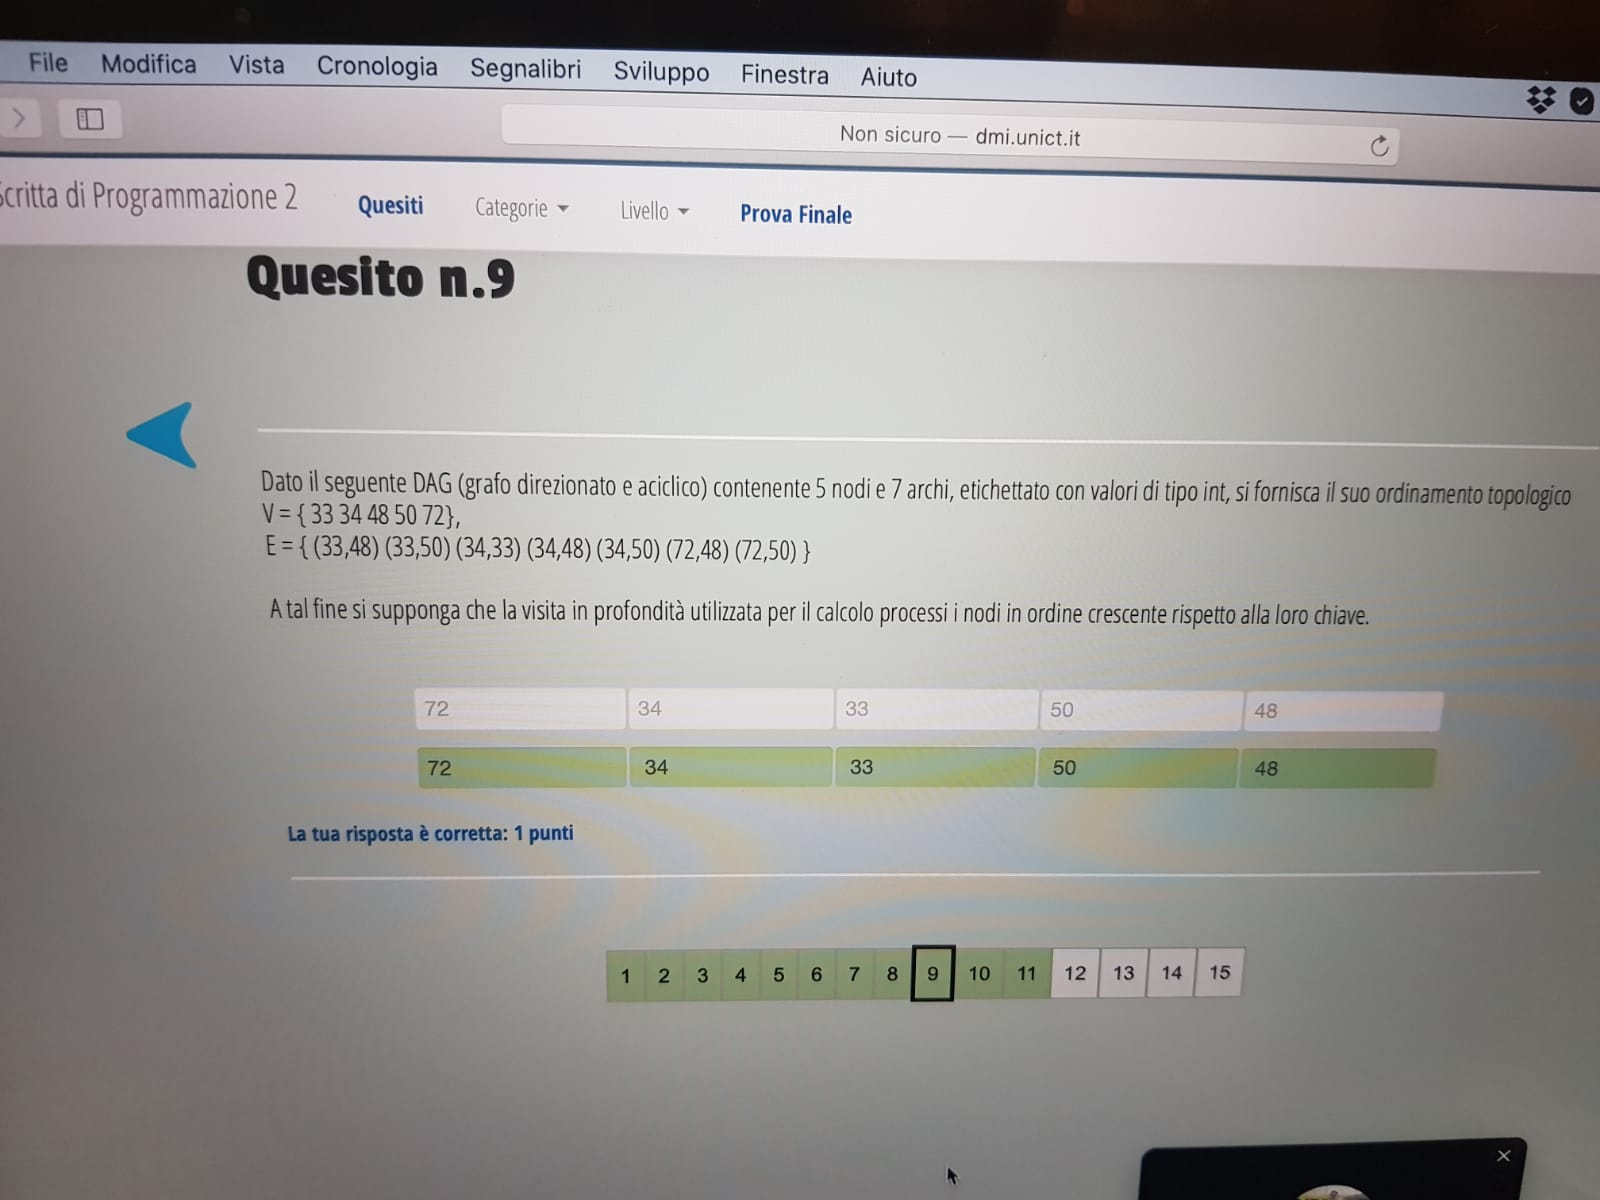 File Modifica Vista Cronologia Segnalibri Sviluppo Finestra Aiuto
Non sicuro — dmi.unict.it
Scritta di Programmazione 2 Quesiti Categorie Livello Prova Finale
Quesito n.9
Dato il seguente DAG (grafo direzionato e aciclico) contenente 5 nodi e 7 archi, etichettato con valori di tipo int, si fornisca il suo ordinamento topologico
V = { 33 34 48 50 72},
E = { (33,48) (33,50) (34,33) (34,48) (34,50) (72,48) (72,50) }
A tal fine si supponga che la visita in profondità utilizzata per il calcolo processi i nodi in ordine crescente rispetto alla loro chiave.
72 34 33 50 48
72 34 33 50 48
La tua risposta è corretta: 1 punti
1 2 3 4 5 6 7 8 9 10 11 12 13 14 15